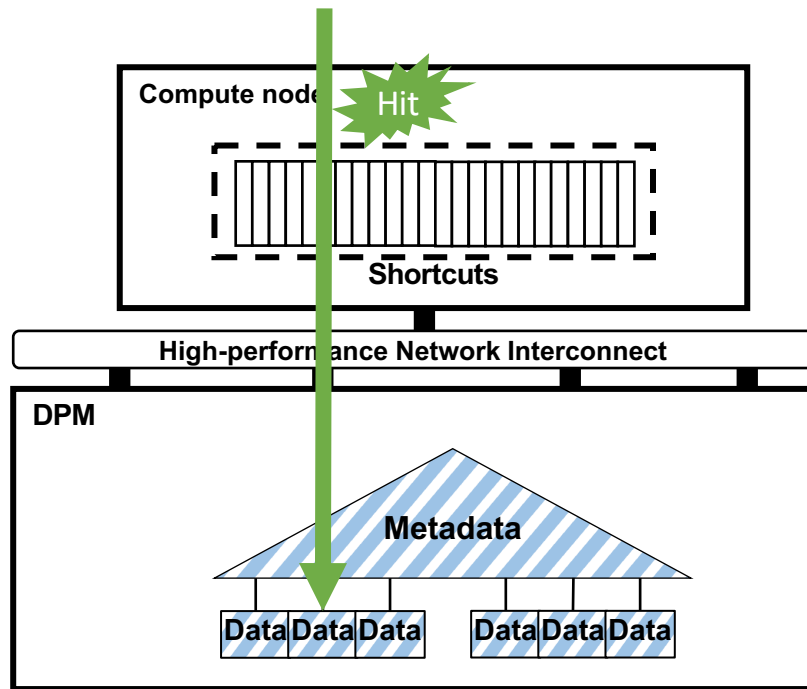 Compute node
Hit
Shortcuts
High-performance Network Interconnect
DPM
Metadata
Data Data Data Data Data Data